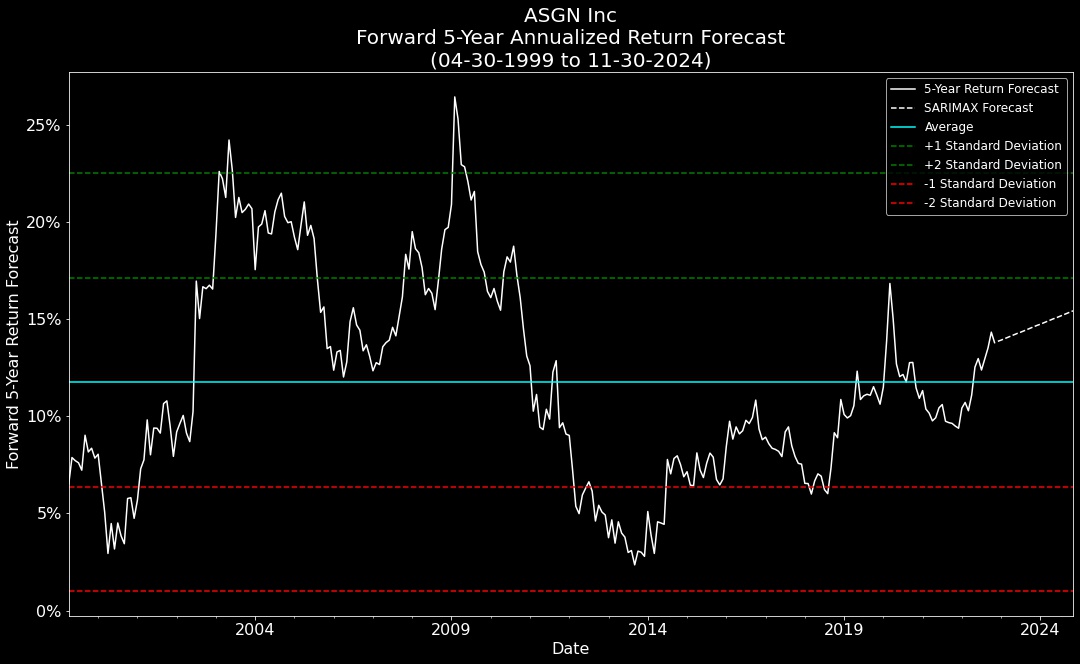 ASGN Inc
Forward 5-Year Annualized Return Forecast
(04-30-1999 to 11-30-2024)
5-Year Return Forecast
SARIMAX Forecast
Average
+1 Standard Deviation
+2 Standard Deviation
-1 Standard Deviation
-2 Standard Deviation
Forward 5-Year Return Forecast
25%
20%
15%
10%
5%
0%
2004
2009
2014
2019
2024
Date